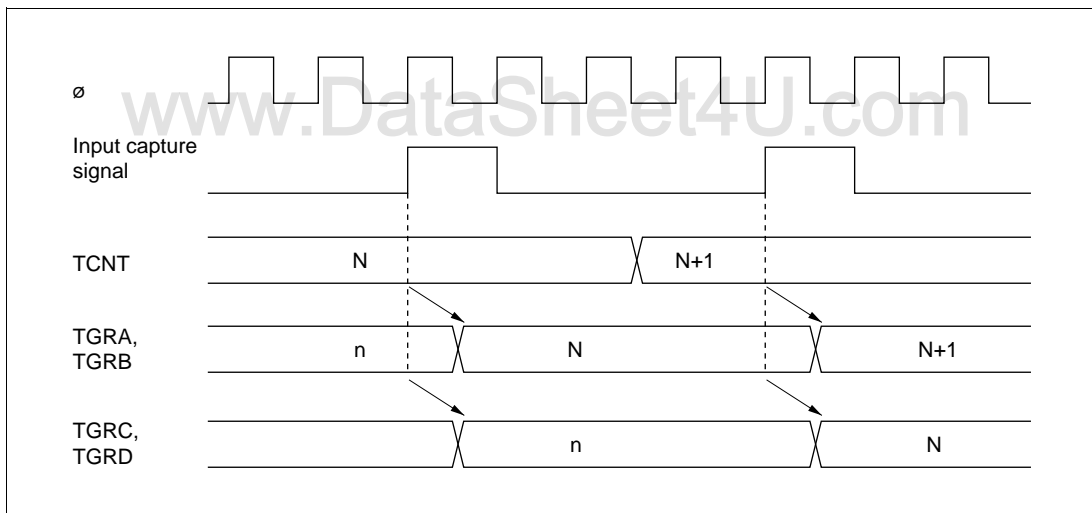 ø
www.DataSheet4U.com
Input capture
signal
TCNT
N
N+1
TGRA,
TGRB
n
N
N+1
TGRC,
TGRD
n
N